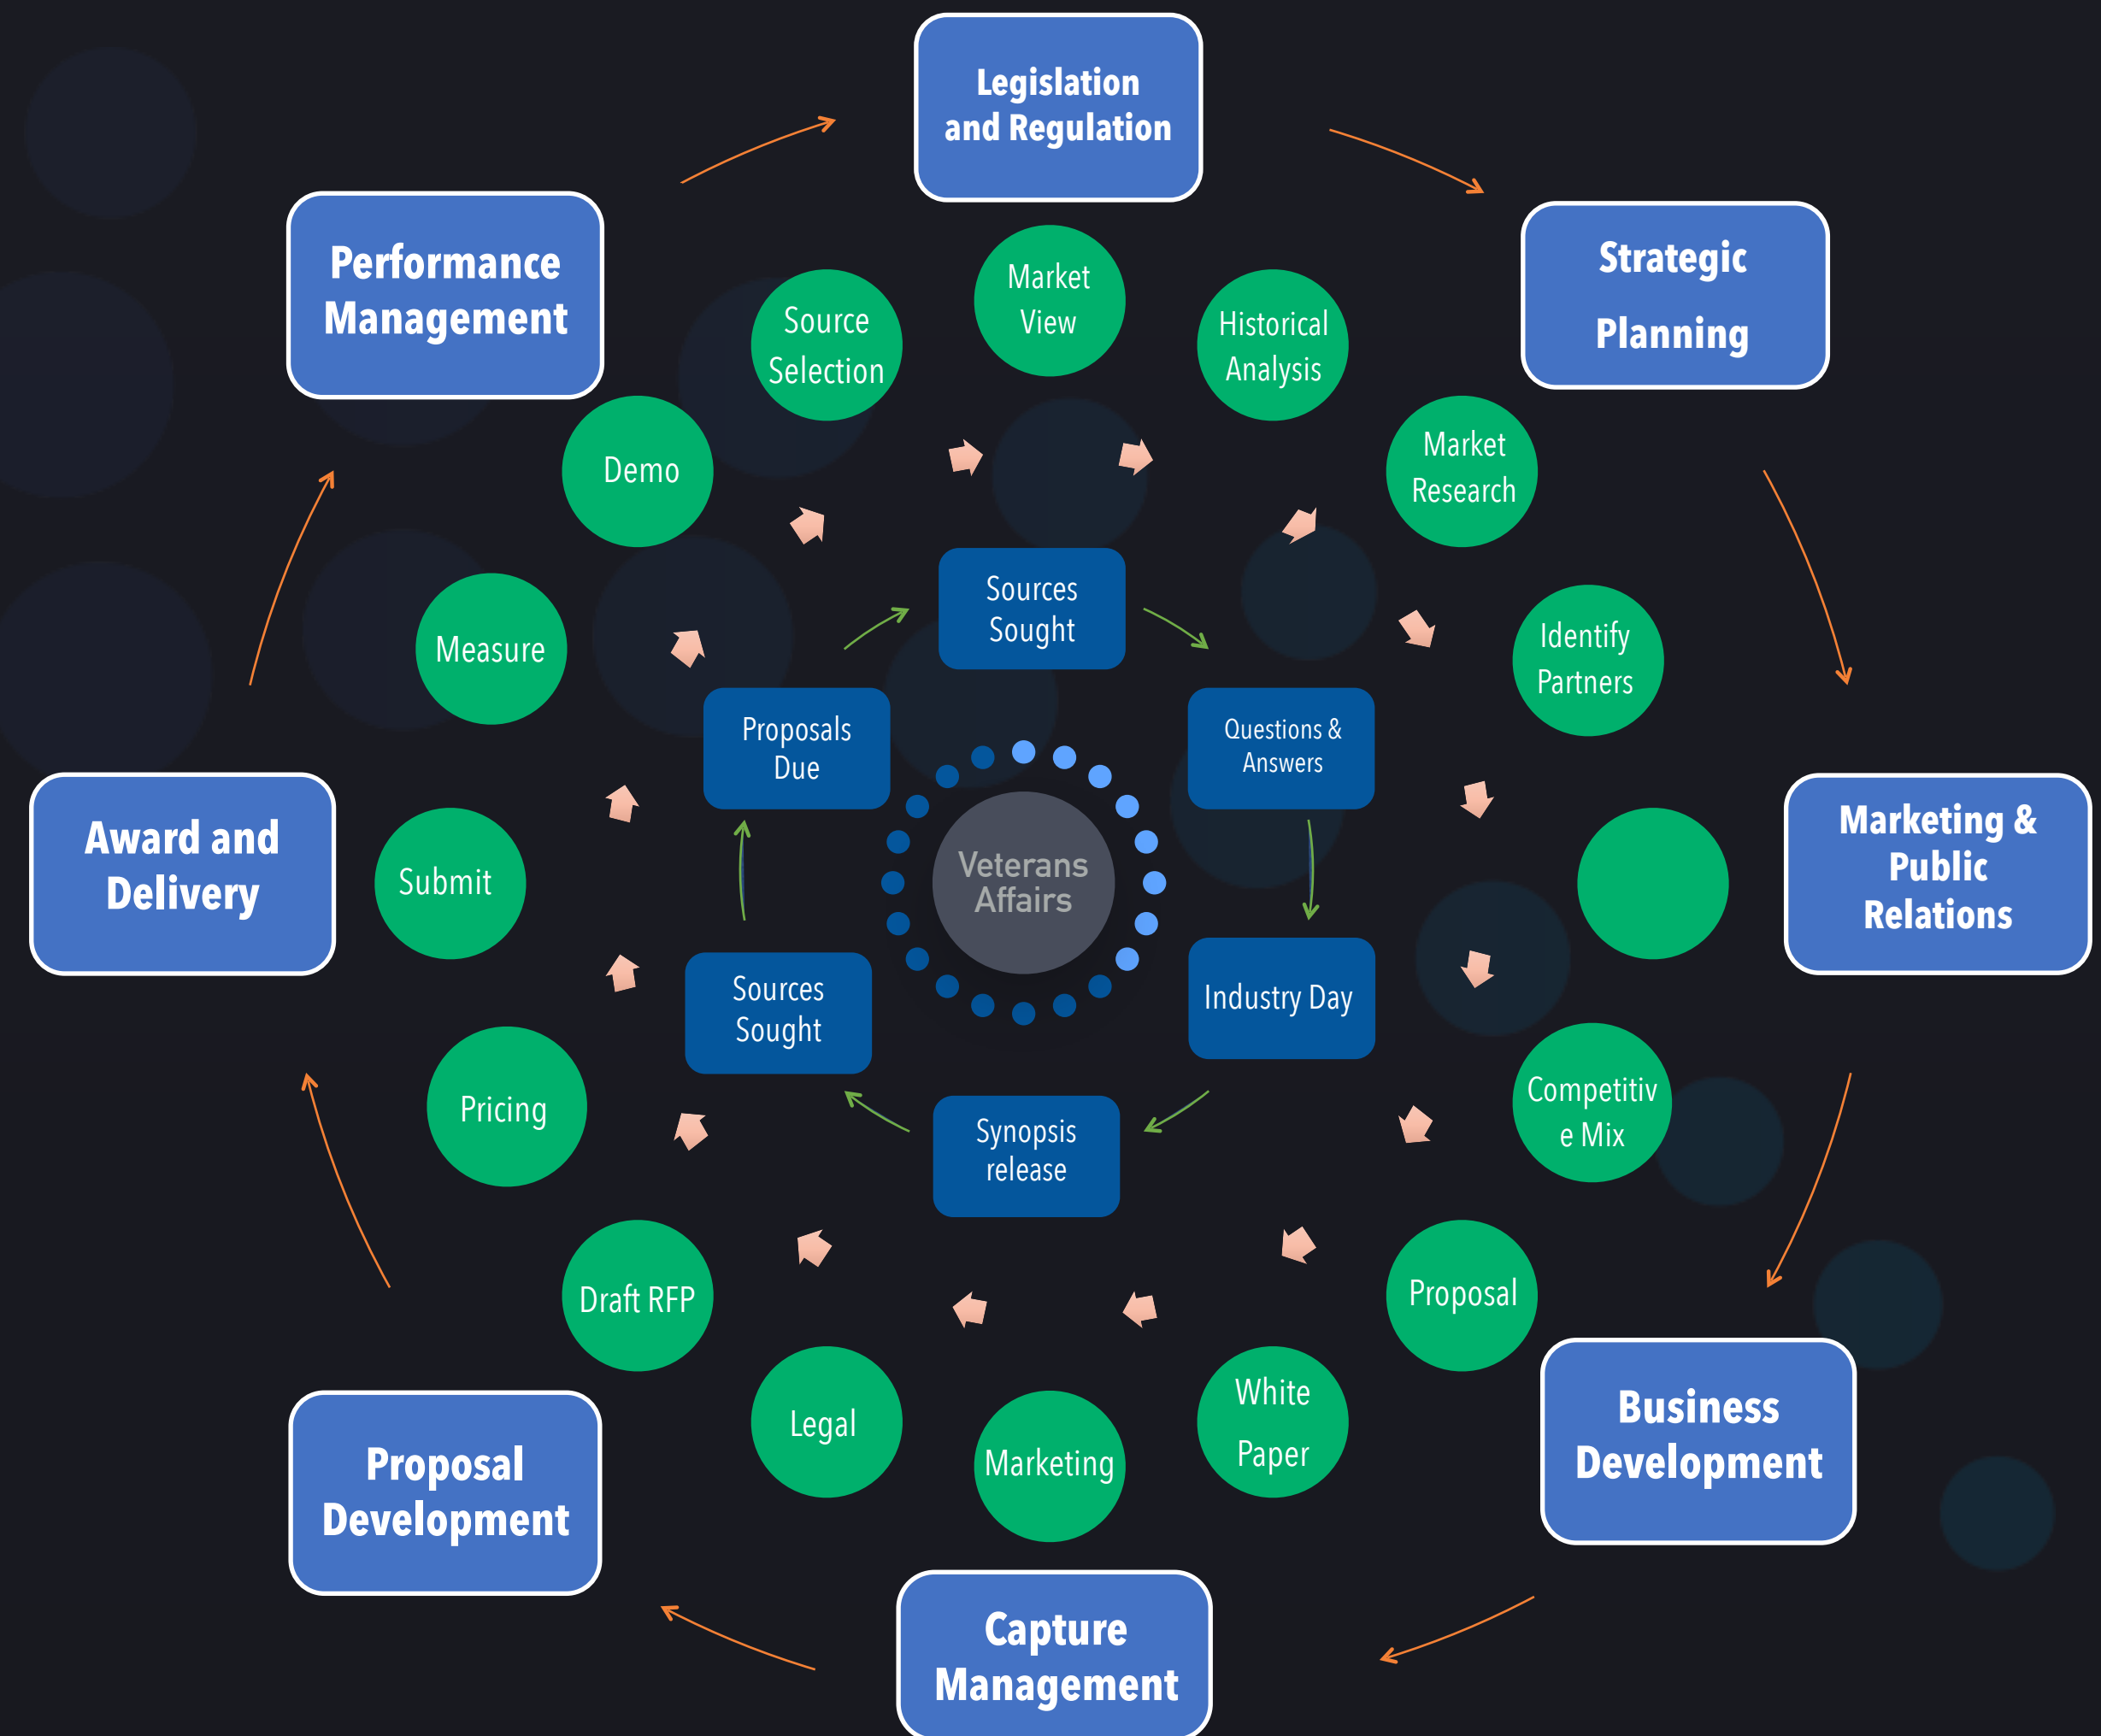 Legislation
and Regulation
Strategic
Planning
Marketing &
Public
Relations
Business
Development
Capture
Management
Proposal
Development
Award and
Delivery
Performance
Management
Market
View
Historical
Analysis
Market
Research
Identify
Partners
Competitiv
e Mix
Proposal
White
Paper
Marketing
Legal
Draft RFP
Pricing
Submit
Measure
Demo
Source
Selection
Sources
Sought
Questions &
Answers
Industry Day
Synopsis
release
Sources
Sought
Proposals
Due
Veterans
Affairs